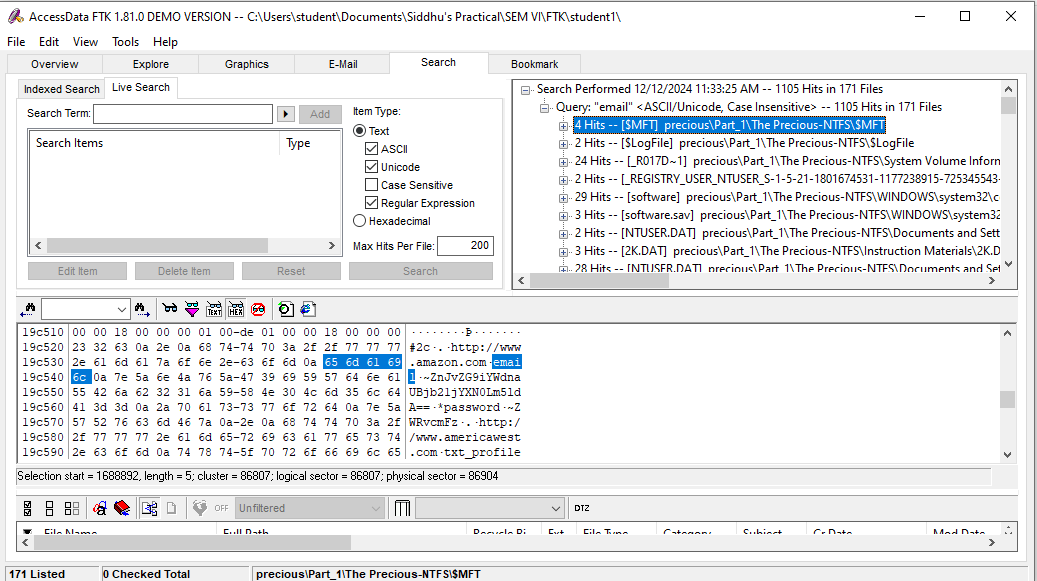 AccessData FTK 1.81.0 DEMO VERSION -- C:\Users\student\Documents\Siddhu's Practical\SEM VI\FTK\student1\
File Edit View Tools Help
Overview Explore Graphics E-Mail Search Bookmark
Indexed Search Live Search
Search Term: Add
Search Items Type
Item Type:
Text
ASCII
Unicode
Case Sensitive
Regular Expression
Hexadecimal
Max Hits Per File: 200
Edit Item Delete Item Reset Search
Search Performed 12/12/2024 11:33:25 AM -- 1105 Hits in 171 Files
Query: "email" <ASCII/Unicode, Case Insensitive> -- 1105 Hits in 171 Files
4 Hits -- [$MFT] precious\Part_1\The Precious-NTFS\$MFT
2 Hits -- [$LogFile] precious\Part_1\The Precious-NTFS\$LogFile
24 Hits -- [_R017D~1] precious\Part_1\The Precious-NTFS\System Volume Inforn
2 Hits -- [_REGISTRY_USER_NTUSER_S-1-5-21-1801674531-1177238915-725345543-
29 Hits -- [software] precious\Part_1\The Precious-NTFS\WINDOWS\system32\c
3 Hits -- [software.sav] precious\Part_1\The Precious-NTFS\WINDOWS\system32
2 Hits -- [NTUSER.DAT] precious\Part_1\The Precious-NTFS\Documents and Sett
3 Hits -- [2K.DAT] precious\Part_1\The Precious-NTFS\Instruction Materials\2K.D
28 Hits -- [NTUSER.DAT] precious\Part_1\The Precious-NTFS\Documents and Set
TEXT HEX
19c510 00 00 18 00 00 00 01 00-de 01 00 00 18 00 00 00 ········Þ·······
19c520 23 32 63 0a 2e 0a 68 74-74 70 3a 2f 2f 77 77 77 #2c·.·http://www
19c530 2e 61 6d 61 7a 6f 6e 2e-63 6f 6d 0a 65 6d 61 69 .amazon.com·emai
19c540 6c 0a 7e 5a 6e 4a 76 5a-47 39 69 59 57 64 6e 61 l·~ZnJvZG9iYWdna
19c550 55 42 6a 62 32 31 6a 59-58 4e 30 4c 6d 35 6c 64 UBjb21jYXN0Lm5ld
19c560 41 3d 3d 0a 2a 70 61 73-73 77 6f 72 64 0a 7e 5a A==·*password·~Z
19c570 57 52 76 63 6d 46 7a 0a-2e 0a 68 74 74 70 3a 2f WRvcmFz·.·http:/
19c580 2f 77 77 77 2e 61 6d 65-72 69 63 61 77 65 73 74 /www.americawest
19c590 2e 63 6f 6d 0a 74 78 74-5f 70 72 6f 66 69 6c 65 .com·txt_profile
Selection start = 1688892, length = 5; cluster = 86807; logical sector = 86807; physical sector = 86904
OFF Unfiltered DTZ
File Name Full Path Recycle Bi Ext File Type Category Subject Cr Date Mod Date
171 Listed 0 Checked Total precious\Part_1\The Precious-NTFS\$MFT